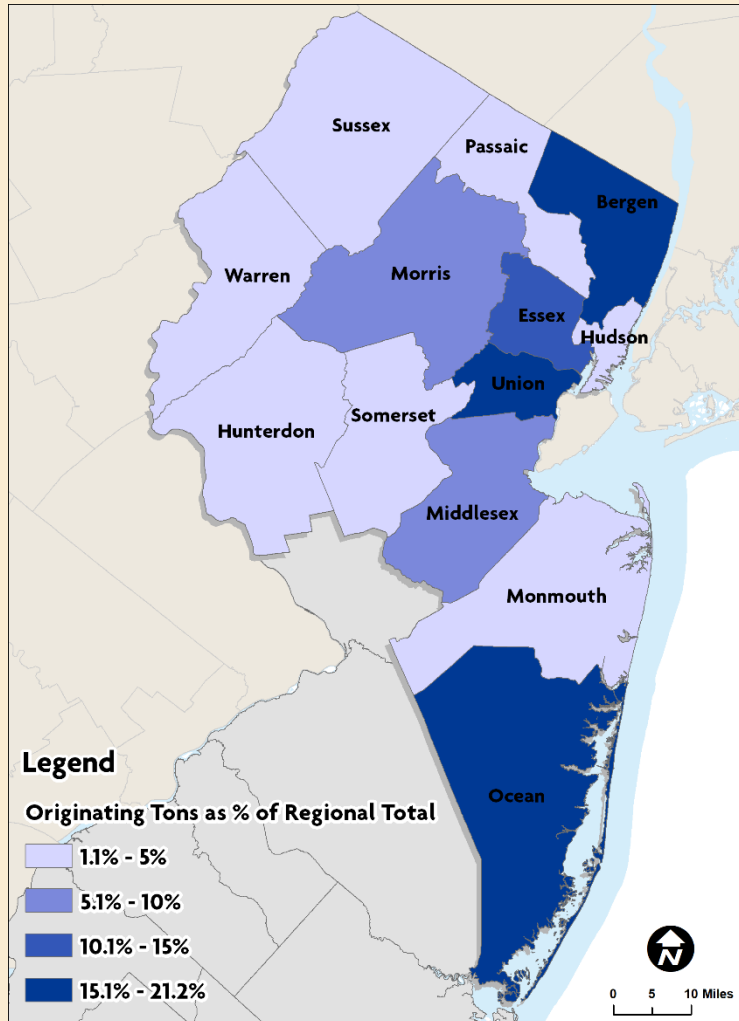 Sussex
Passaic
Bergen
Warren
Morris
Essex
Hudson
Union
Somerset
Hunterdon
Middlesex
Monmouth
Ocean
Legend
Originating Tons as % of Regional Total
1.1% - 5%
5.1% - 10%
10.1% - 15%
15.1% - 21.2%
N
0 5 10 Miles